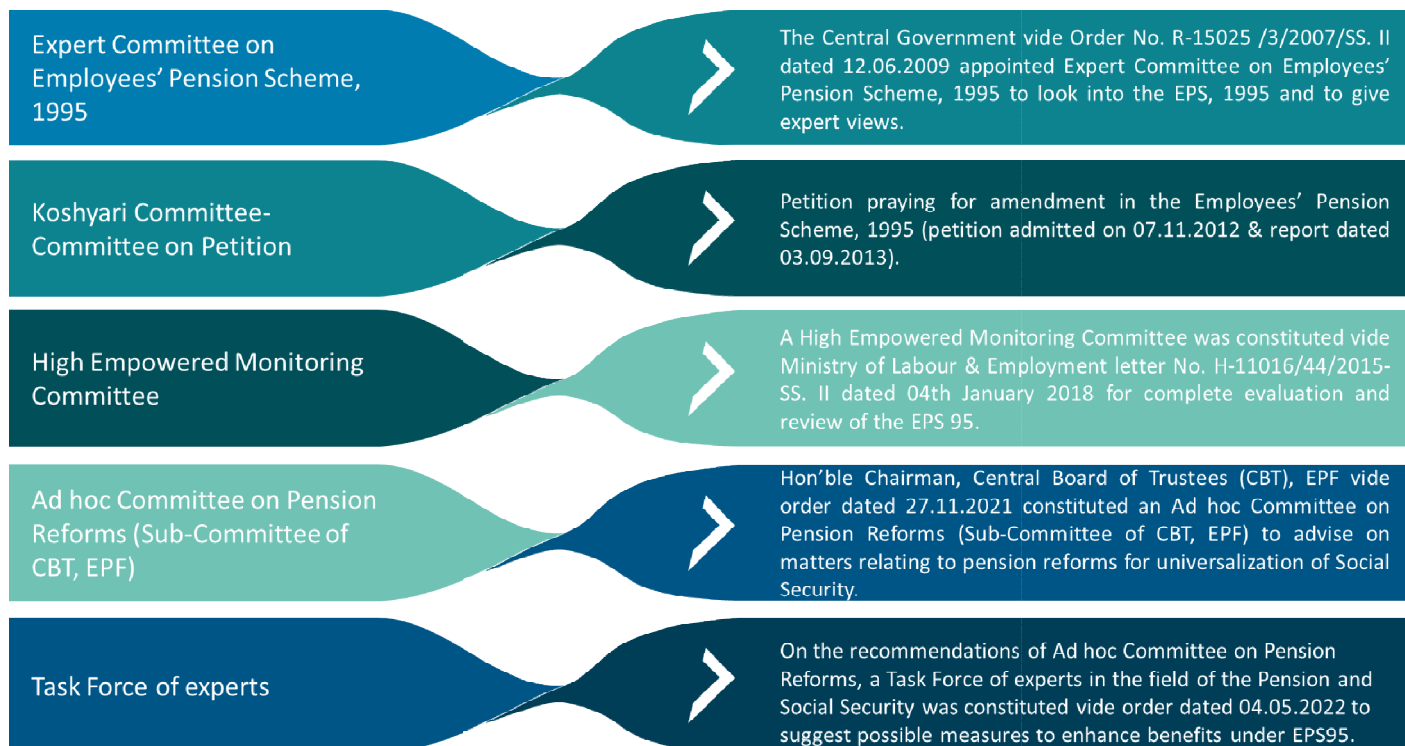 Expert Committee on
Employees’ Pension Scheme,
1995
The Central Government vide Order No. R-15025 /3/2007/SS. II
dated 12.06.2009 appointed Expert Committee on Employees’
Pension Scheme, 1995 to look into the EPS, 1995 and to give
expert views.
Koshyari Committee-
Committee on Petition
Petition praying for amendment in the Employees’ Pension
Scheme, 1995 (petition admitted on 07.11.2012 & report dated
03.09.2013).
High Empowered Monitoring
Committee
A High Empowered Monitoring Committee was constituted vide
Ministry of Labour & Employment letter No. H-11016/44/2015-
SS. II dated 04th January 2018 for complete evaluation and
review of the EPS 95.
Ad hoc Committee on Pension
Reforms (Sub-Committee of
CBT, EPF)
Hon’ble Chairman, Central Board of Trustees (CBT), EPF vide
order dated 27.11.2021 constituted an Ad hoc Committee on
Pension Reforms (Sub-Committee of CBT, EPF) to advise on
matters relating to pension reforms for universalization of Social
Security.
Task Force of experts
On the recommendations of Ad hoc Committee on Pension
Reforms, a Task Force of experts in the field of the Pension and
Social Security was constituted vide order dated 04.05.2022 to
suggest possible measures to enhance benefits under EPS95.